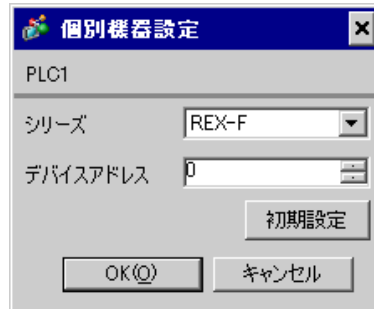 個別機器設定
PLC1
シリーズ REX-F
デバイスアドレス 0
初期設定
OK(O) キャンセル